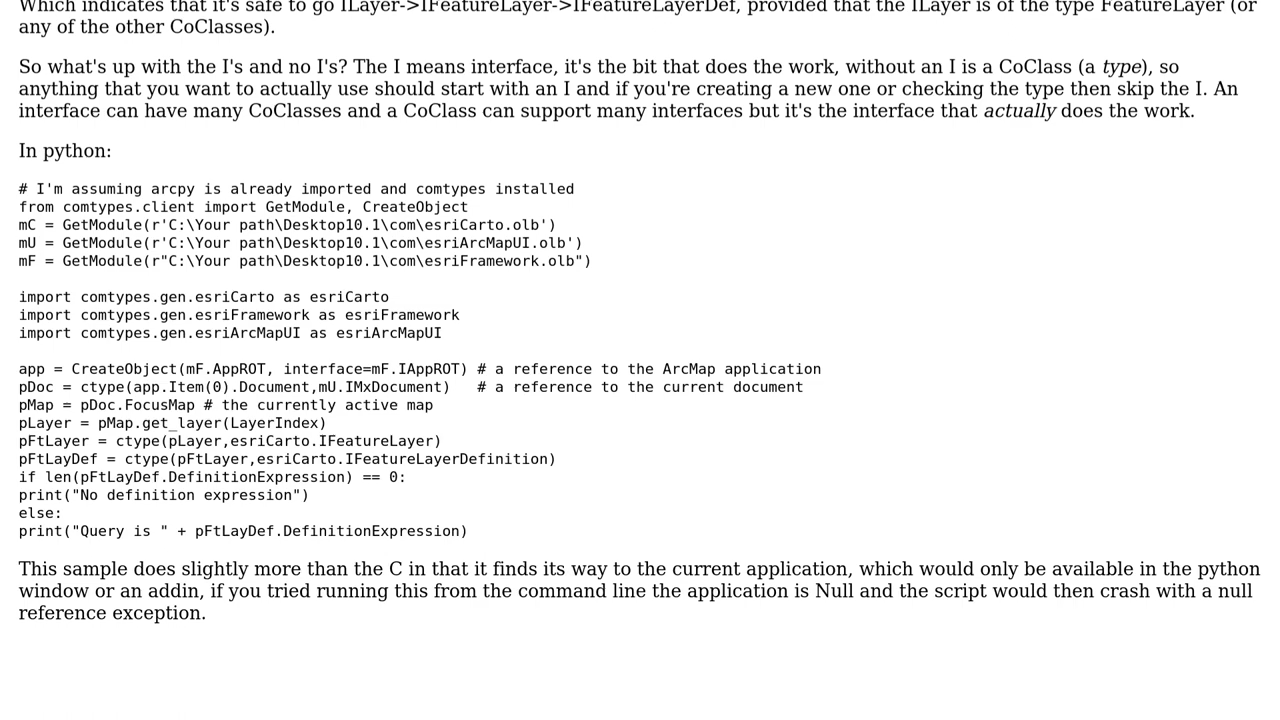 Which indicates that it's safe to go ILayer->IFeatureLayer->IFeatureLayerDef, provided that the ILayer is of the type FeatureLayer (or
any of the other CoClasses).
So what's up with the I's and no I's? The I means interface, it's the bit that does the work, without an I is a CoClass (a type), so
anything that you want to actually use should start with an I and if you're creating a new one or checking the type then skip the I. An
interface can have many CoClasses and a CoClass can support many interfaces but it's the interface that actually does the work.
In python:
# I'm assuming arcpy is already imported and comtypes installed
from comtypes.client import GetModule, CreateObject
mC = GetModule(r'C:\Your path\Desktop10.1\com\esriCarto.olb')
mU = GetModule(r'C:\Your path\Desktop10.1\com\esriArcMapUI.olb')
mF = GetModule(r"C:\Your path\Desktop10.1\com\esriFramework.olb")
import comtypes.gen.esriCarto as esriCarto
import comtypes.gen.esriFramework as esriFramework
import comtypes.gen.esriArcMapUI as esriArcMapUI
app = CreateObject(mF.AppROT, interface=mF.IAppROT) # a reference to the ArcMap application
pDoc = ctype(app.Item(0).Document,mU.IMxDocument)   # a reference to the current document
pMap = pDoc.FocusMap # the currently active map
pLayer = pMap.get_layer(LayerIndex)
pFtLayer = ctype(pLayer,esriCarto.IFeatureLayer)
pFtLayDef = ctype(pFtLayer,esriCarto.IFeatureLayerDefinition)
if len(pFtLayDef.DefinitionExpression) == 0:
print("No definition expression")
else:
print("Query is " + pFtLayDef.DefinitionExpression)
This sample does slightly more than the C in that it finds its way to the current application, which would only be available in the python
window or an addin, if you tried running this from the command line the application is Null and the script would then crash with a null
reference exception.